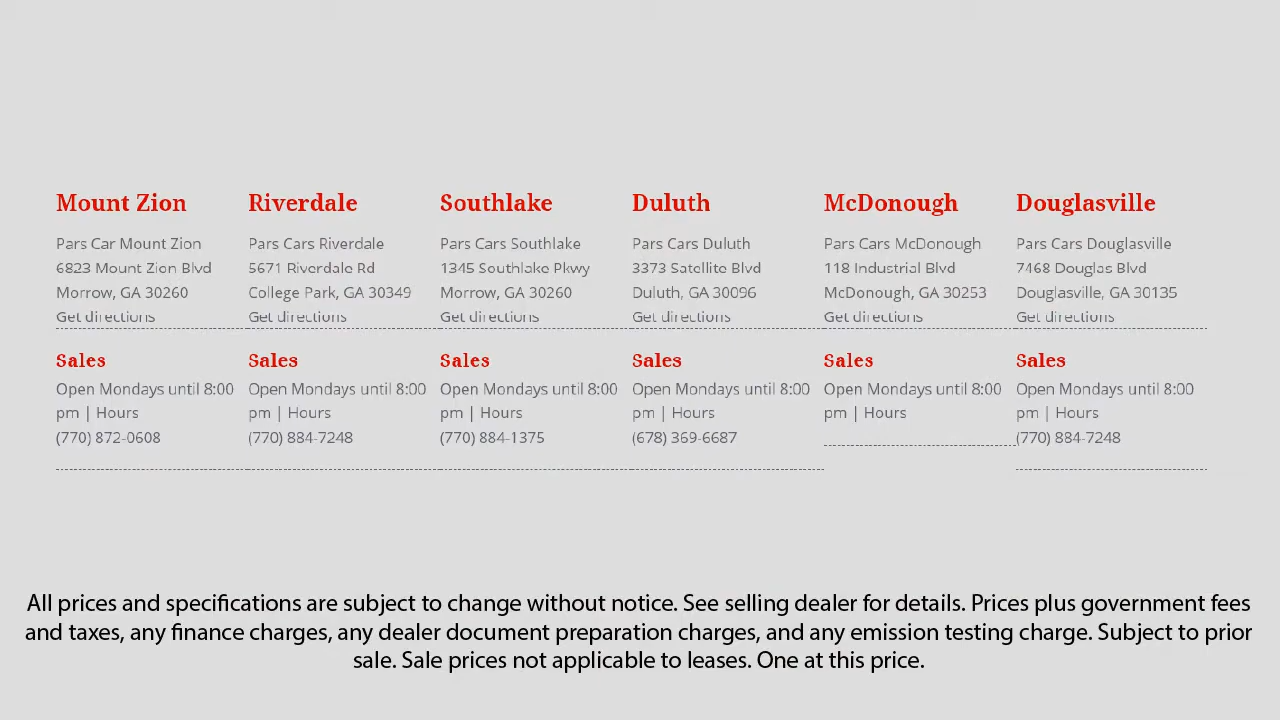 Mount Zion
Pars Car Mount Zion
6823 Mount Zion Blvd
Morrow, GA 30260
Get directions
Sales
Open Mondays until 8:00
pm | Hours
(770) 872-0608
Riverdale
Pars Cars Riverdale
5671 Riverdale Rd
College Park, GA 30349
Get directions
Sales
Open Mondays until 8:00
pm | Hours
(770) 884-7248
Southlake
Pars Cars Southlake
1345 Southlake Pkwy
Morrow, GA 30260
Get directions
Sales
Open Mondays until 8:00
pm | Hours
(770) 884-1375
Duluth
Pars Cars Duluth
3373 Satellite Blvd
Duluth, GA 30096
Get directions
Sales
Open Mondays until 8:00
pm | Hours
(678) 369-6687
McDonough
Pars Cars McDonough
118 Industrial Blvd
McDonough, GA 30253
Get directions
Sales
Open Mondays until 8:00
pm | Hours
Douglasville
Pars Cars Douglasville
7468 Douglas Blvd
Douglasville, GA 30135
Get directions
Sales
Open Mondays until 8:00
pm | Hours
(770) 884-7248
All prices and specifications are subject to change without notice. See selling dealer for details. Prices plus government fees
and taxes, any finance charges, any dealer document preparation charges, and any emission testing charge. Subject to prior
sale. Sale prices not applicable to leases. One at this price.